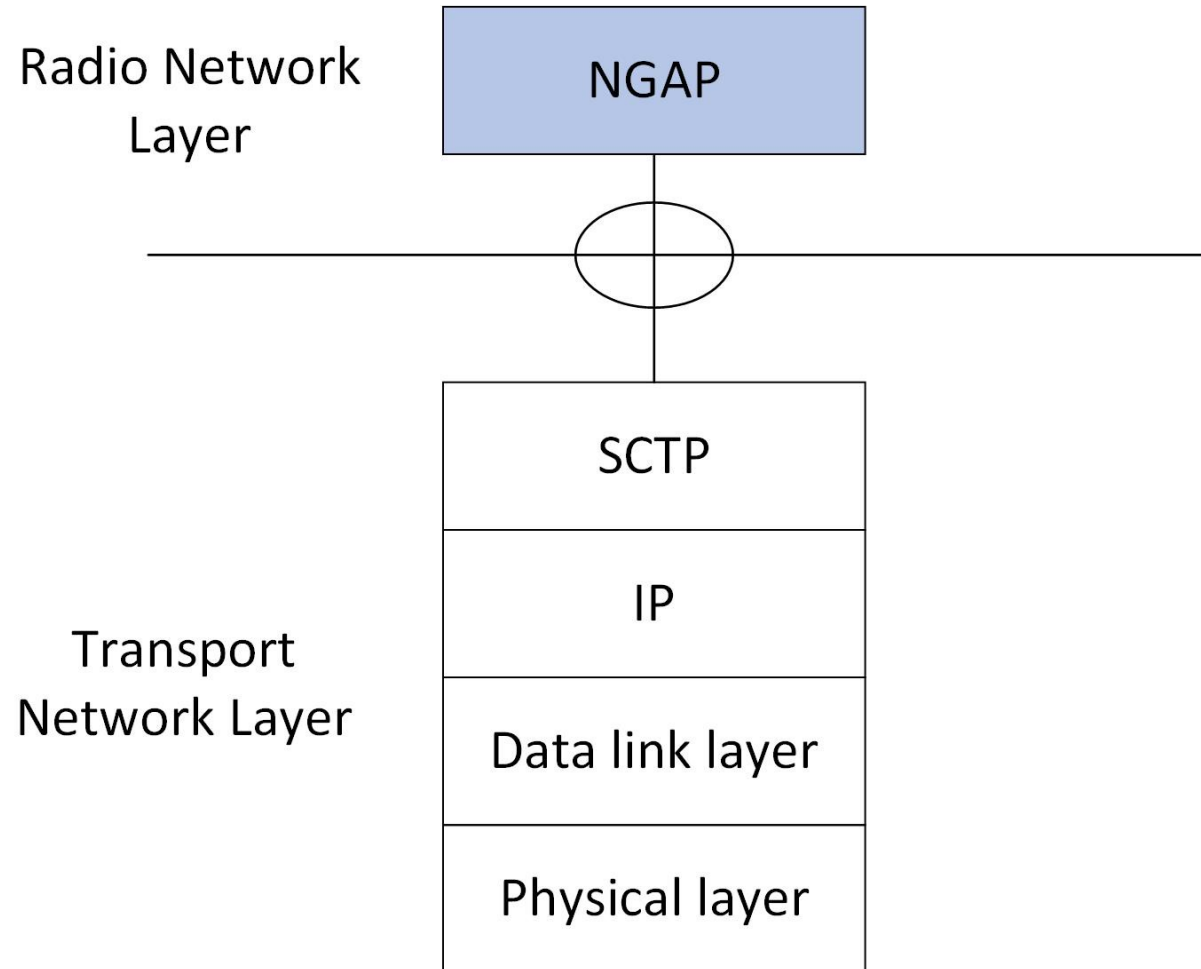 Radio Network
Layer
NGAP
SCTP
IP
Transport
Network Layer
Data link layer
Physical layer